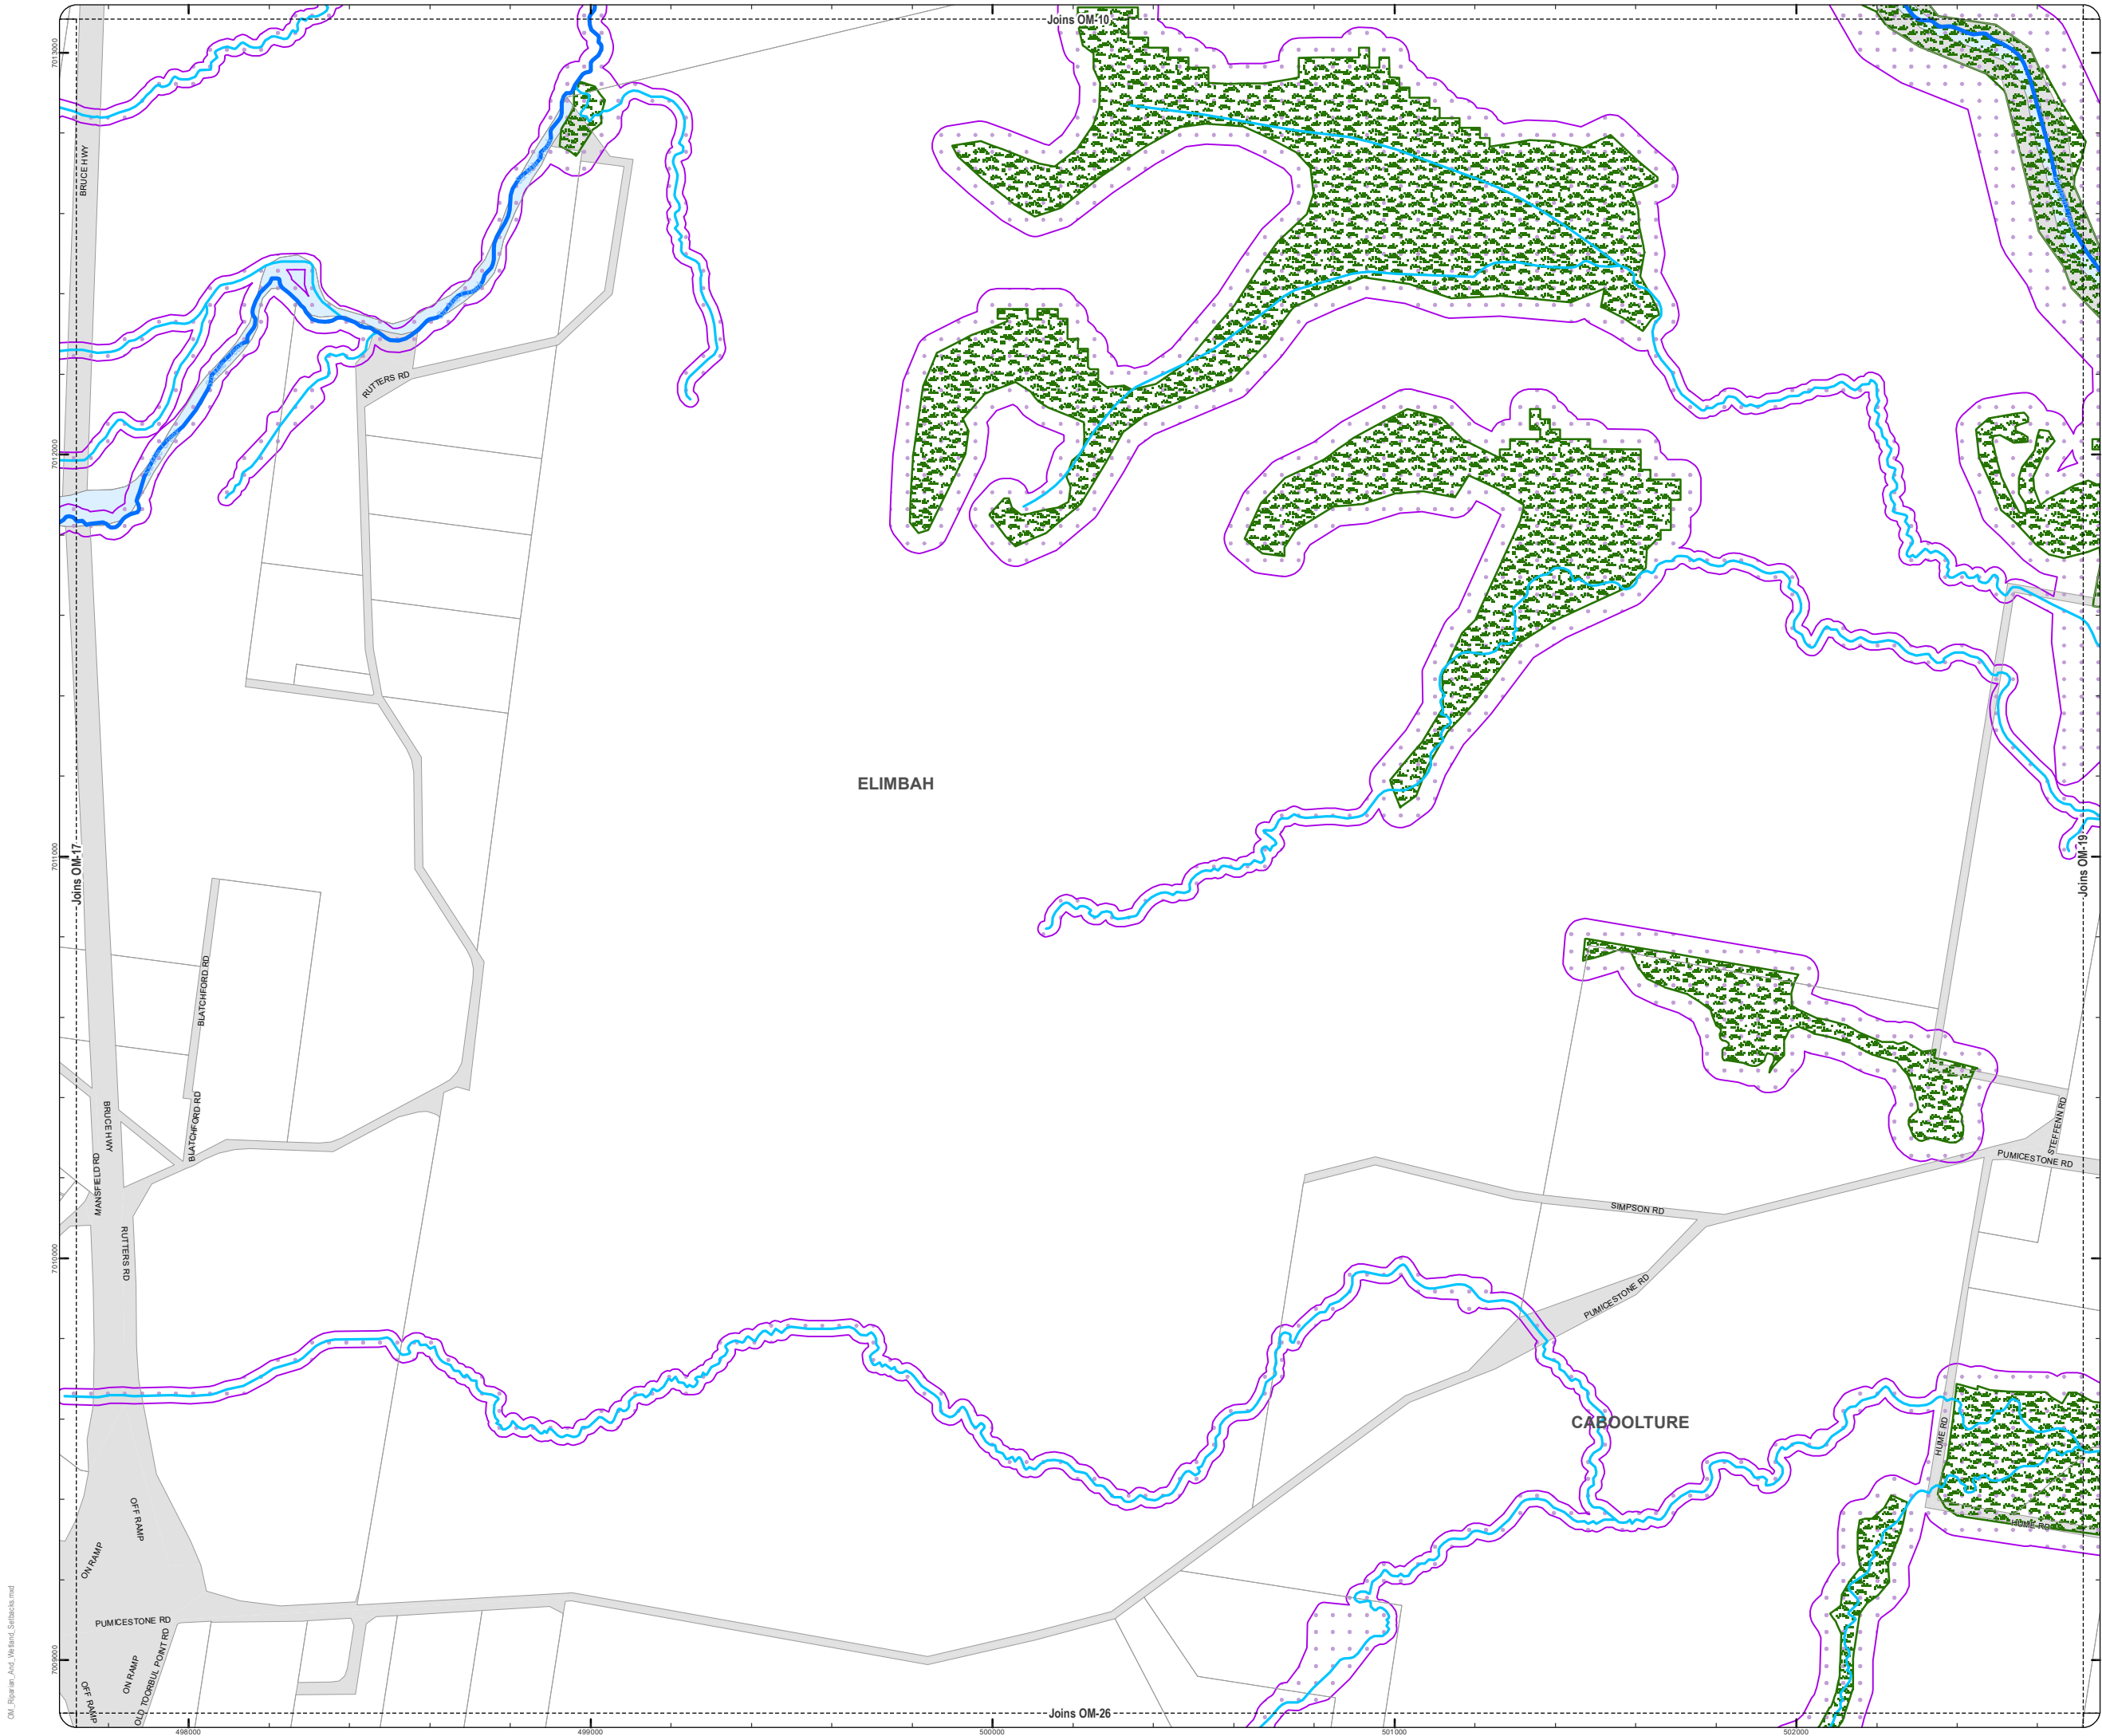 Joins OM-10
7013000
BRUCE HWY
RUTTERS RD
7012000
ELIMBAH
7011000
Joins OM-17
Joins OM-19
BLATCHFORD RD
BLATCHFORD RD
BRUCE HWY
MANSFIELD RD
STEFFENN RD
PUMICESTONE RD
SIMPSON RD
RUTTERS RD
7010000
PUMICESTONE RD
CABOOLTURE
HUME RD
HUME RD
OFF RAMP
ON RAMP
PUMICESTONE RD
OLD TOORBUL POINT RD
ON RAMP
OFF RAMP
7009000
Joins OM-26
498000
499000
500000
501000
502000
OM_Riparian_And_Wetland_Setbacks.mxd